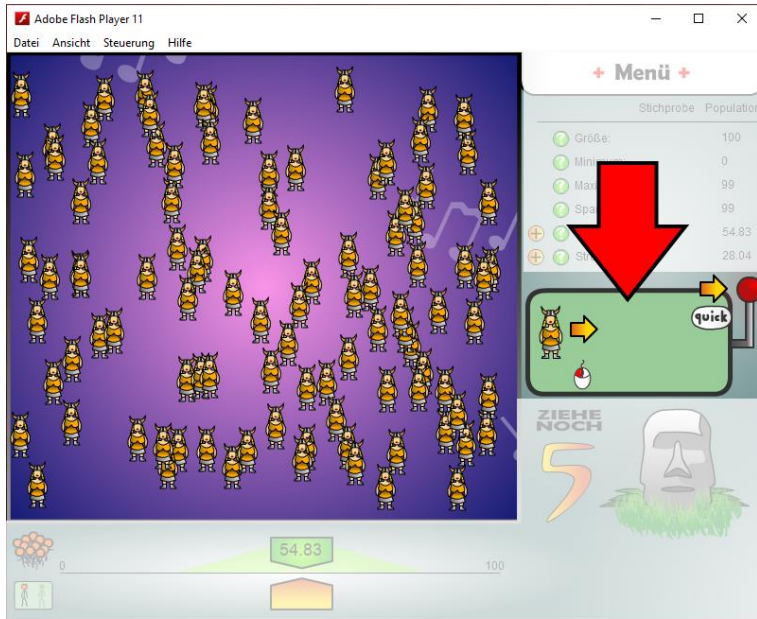 Adobe Flash Player 11
Datei Ansicht Steuerung Hilfe
+ Menü +
Stichprobe Population
Größe: 100
Minimum: 0
99
99
54.83
28.04
quick
ZIEHE
NOCH
5
54.83
0 100